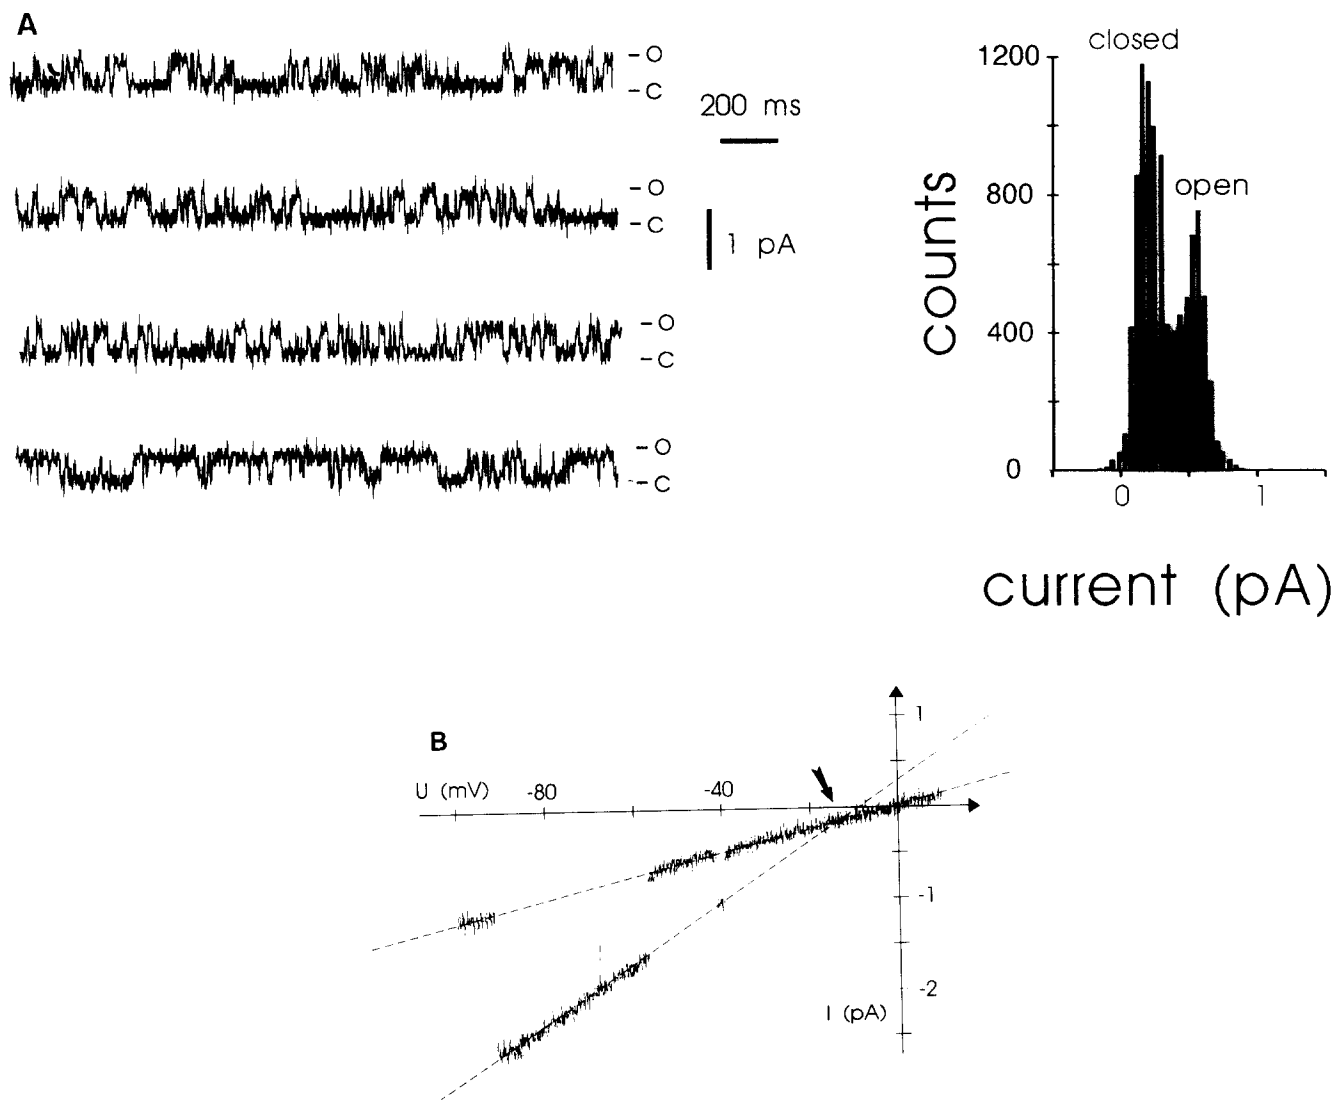 A
- O
- C
- O
- C
- O
- C
- O
- C
200 ms
1 pA
closed
open
1200
800
400
0
counts
0 1
current (pA)
B
U (mV) -80 -40
1
-1
-2
I (pA)